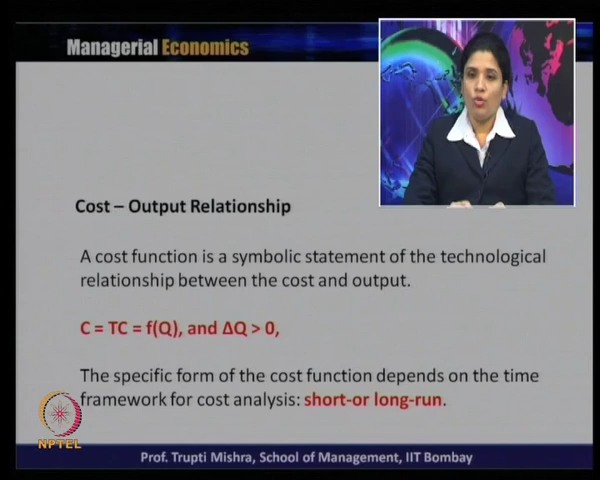 Managerial Economics
Cost – Output Relationship
A cost function is a symbolic statement of the technological
relationship between the cost and output.
C = TC = f(Q), and ΔQ > 0,
The specific form of the cost function depends on the time
framework for cost analysis: short-or long-run.
NPTEL
Prof. Trupti Mishra, School of Management, IIT Bombay